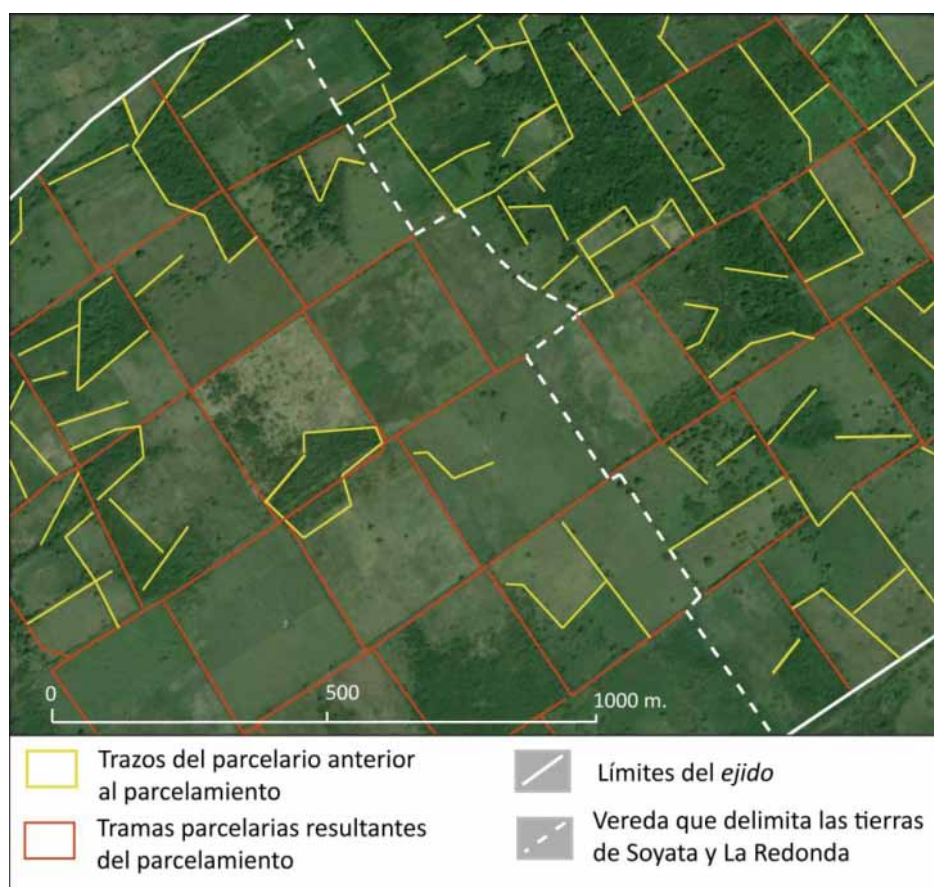 0 500 1000 m.
Trazos del parcelario anterior
al parcelamiento
Tramas parcelarias resultantes
del parcelamiento
Límites del ejido
Vereda que delimita las tierras
de Soyata y La Redonda